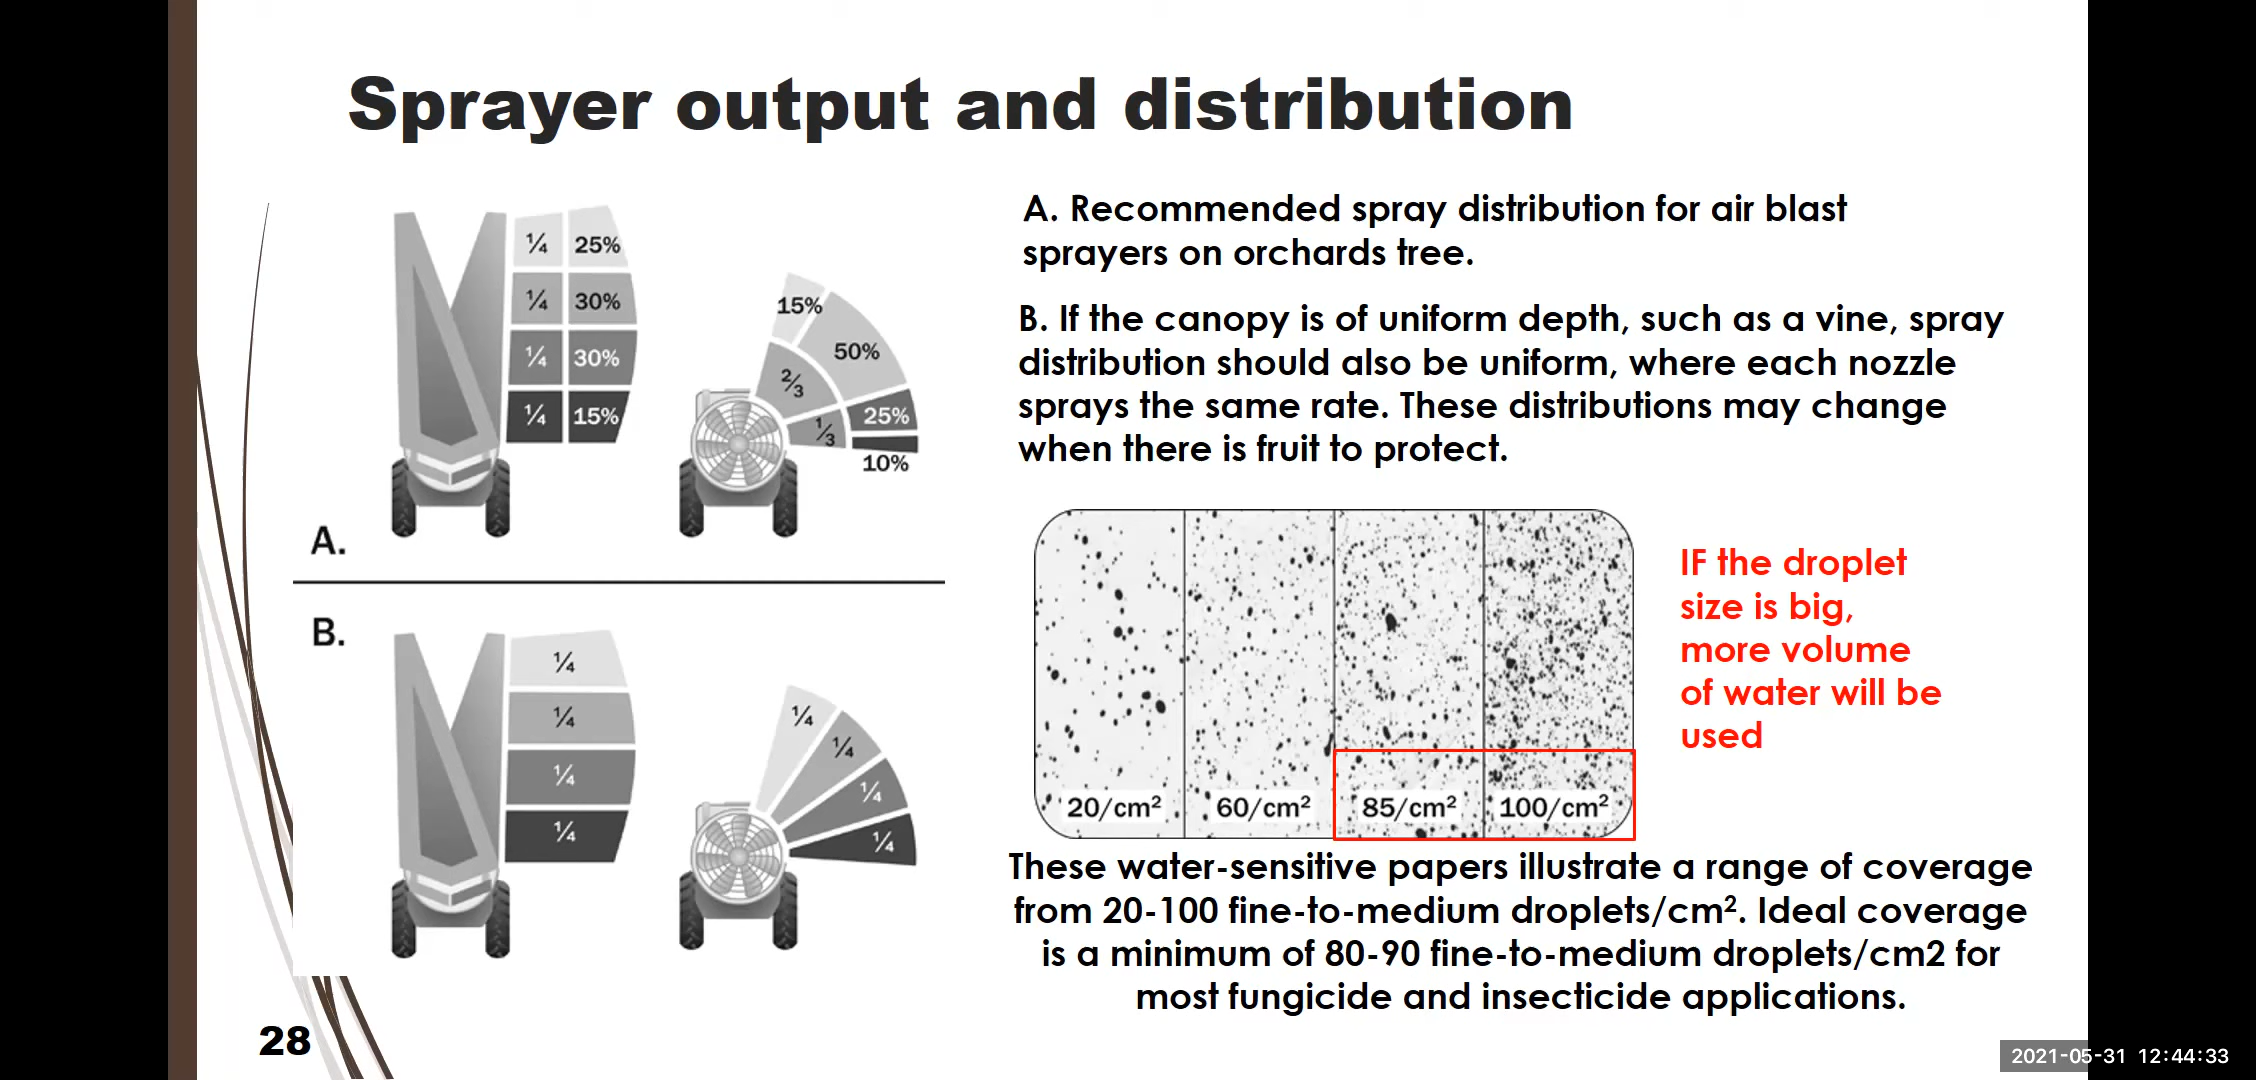 Sprayer output and distribution
¼ 25%
¼ 30%
¼ 30%
¼ 15%
15%
50%
⅔
25%
⅓
10%
A.
B.
¼
¼
¼
¼
¼
¼
¼
¼
A. Recommended spray distribution for air blast
sprayers on orchards tree.
B. If the canopy is of uniform depth, such as a vine, spray
distribution should also be uniform, where each nozzle
sprays the same rate. These distributions may change
when there is fruit to protect.
20/cm² 60/cm² 85/cm² 100/cm²
IF the droplet
size is big,
more volume
of water will be
used
These water-sensitive papers illustrate a range of coverage
from 20-100 fine-to-medium droplets/cm². Ideal coverage
is a minimum of 80-90 fine-to-medium droplets/cm2 for
most fungicide and insecticide applications.
28
2021-05-31 12:44:33